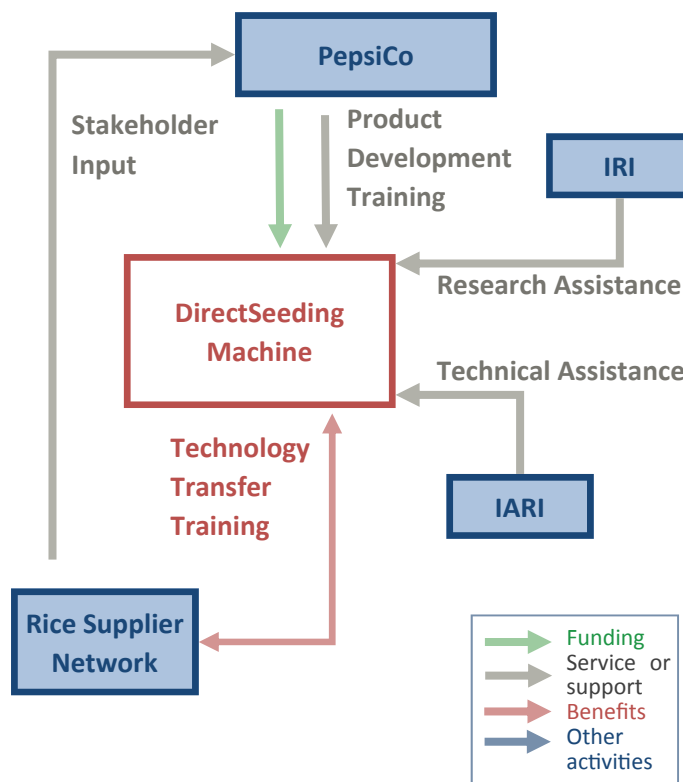 PepsiCo
Stakeholder
Input
Product
Development
Training
IRI
Research Assistance
DirectSeeding
Machine
Technical Assistance
Technology
Transfer
Training
IARI
Rice Supplier
Network
Funding
Service or
support
Benefits
Other
activities